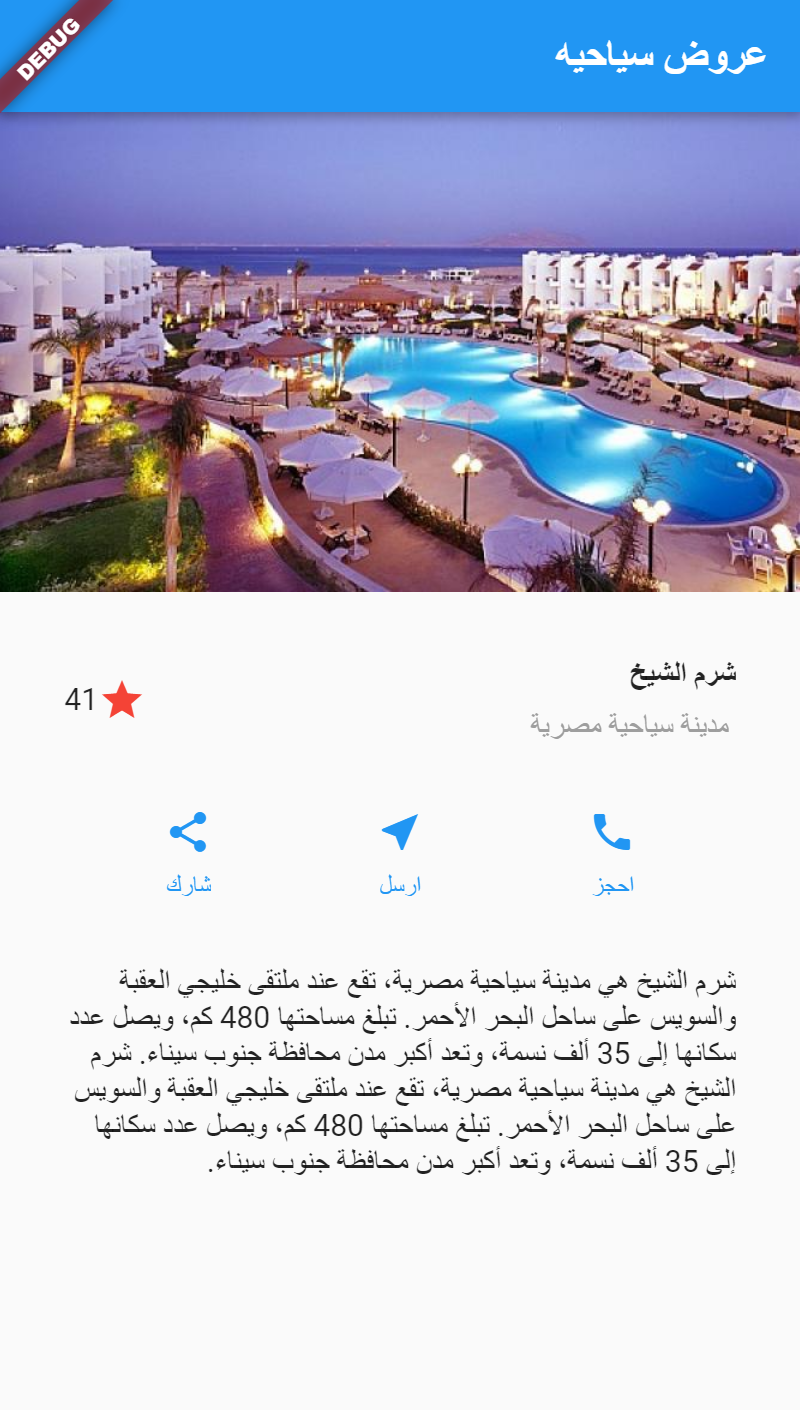 DEBUG
عروض سياحيه
شرم الشيخ
مدينة سياحية مصرية
41
احجز
ارسل
شارك
شرم الشيخ هي مدينة سياحية مصرية، تقع عند ملتقى خليجي العقبة
والسويس على ساحل البحر الأحمر. تبلغ مساحتها 480 كم، ويصل عدد
سكانها إلى 35 ألف نسمة، وتعد أكبر مدن محافظة جنوب سيناء. شرم
الشيخ هي مدينة سياحية مصرية، تقع عند ملتقى خليجي العقبة والسويس
على ساحل البحر الأحمر. تبلغ مساحتها 480 كم، ويصل عدد سكانها
إلى 35 ألف نسمة، وتعد أكبر مدن محافظة جنوب سيناء.